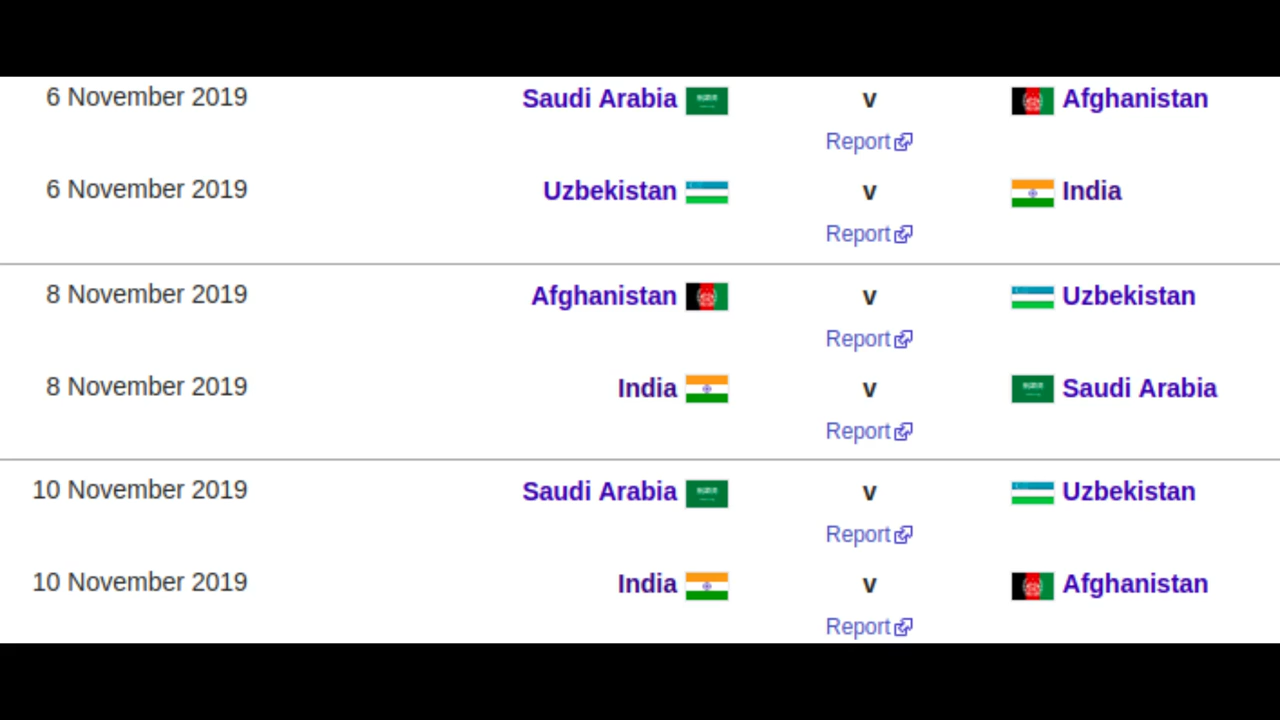 6 November 2019 Saudi Arabia v Afghanistan
Report
6 November 2019 Uzbekistan v India
Report
8 November 2019 Afghanistan v Uzbekistan
Report
8 November 2019 India v Saudi Arabia
Report
10 November 2019 Saudi Arabia v Uzbekistan
Report
10 November 2019 India v Afghanistan
Report